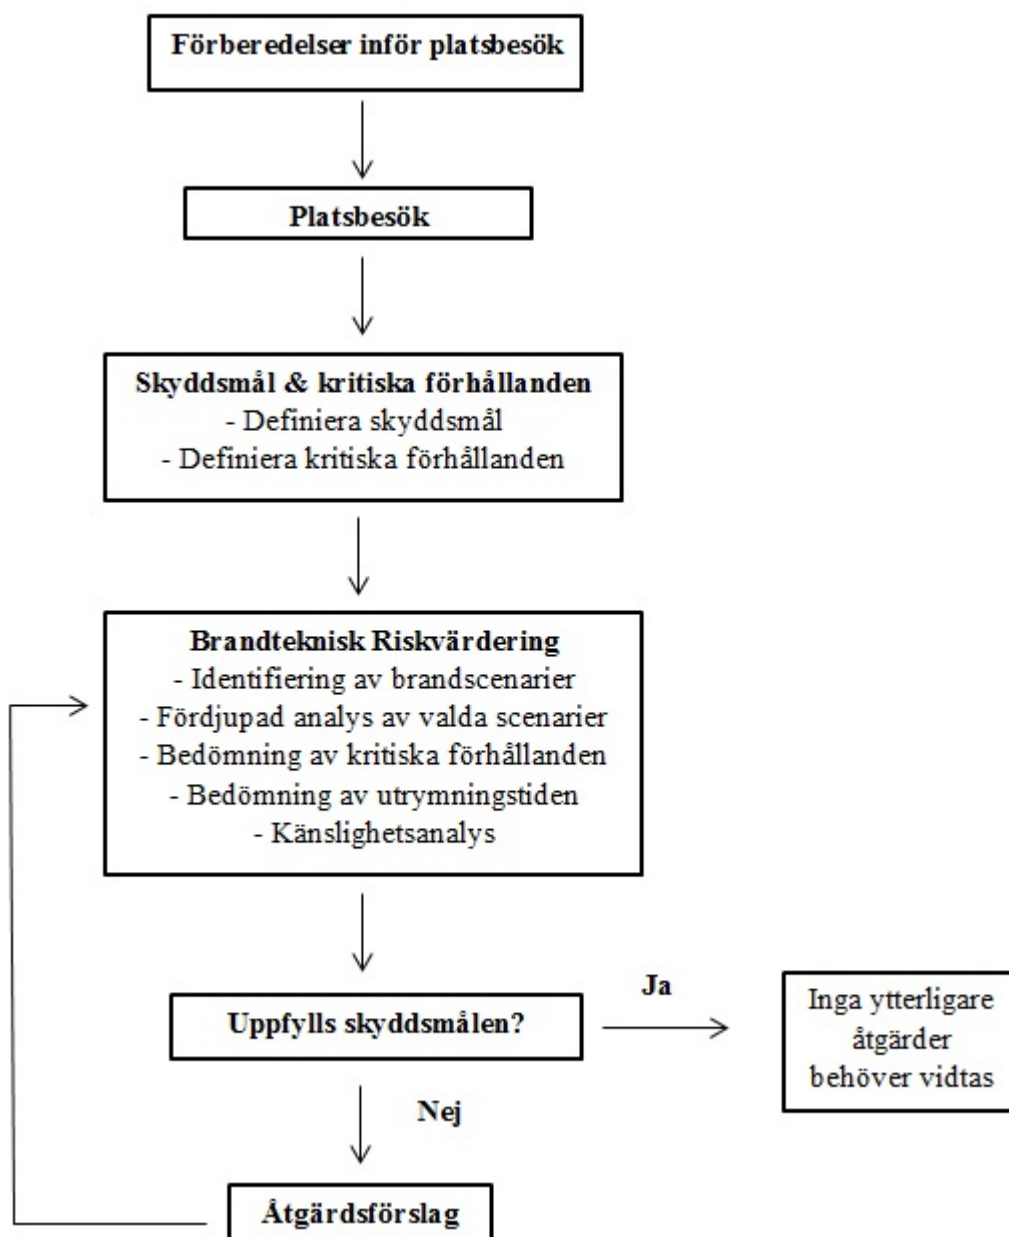 Förberedelser inför platsbesök
Platsbesök
Skyddsmål & kritiska förhållanden
- Definiera skyddsmål
- Definiera kritiska förhållanden
Brandteknisk Riskvärdering
- Identifiering av brandscenarier
- Fördjupad analys av valda scenarier
- Bedömning av kritiska förhållanden
- Bedömning av utrymningstiden
- Känslighetsanalys
Uppfylls skyddsmålen?
Ja
Inga ytterligare
åtgärder
behöver vidtas
Nej
Åtgärdsförslag